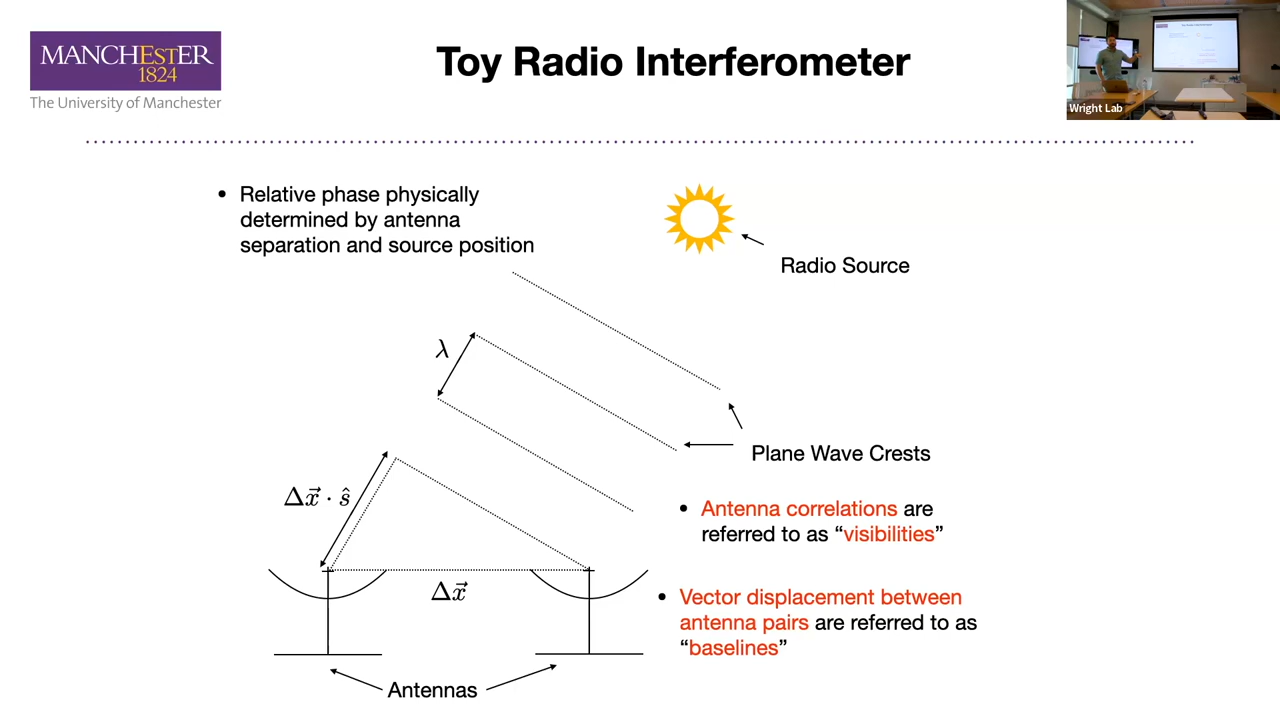 MANCHESTER
1824
The University of Manchester
Toy Radio Interferometer
Wright Lab
• Relative phase physically
determined by antenna
separation and source position
Radio Source
λ
Plane Wave Crests
Δx⃗ · ŝ
• Antenna correlations are
referred to as “visibilities”
Δx⃗
• Vector displacement between
antenna pairs are referred to as
“baselines”
Antennas